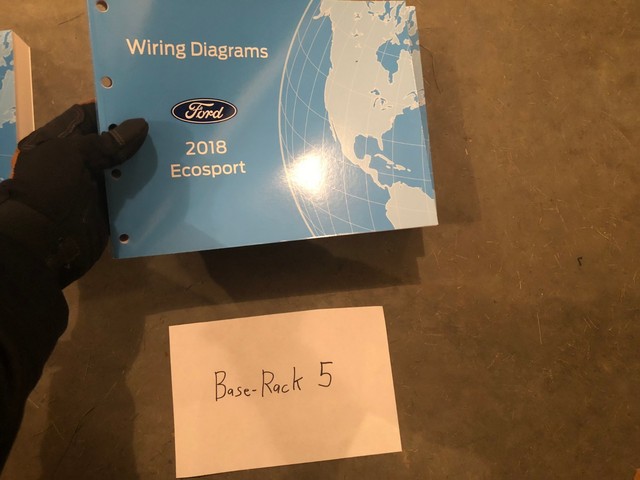 Wiring Diagrams
Ford
2018
Ecosport
Base-Rack 5